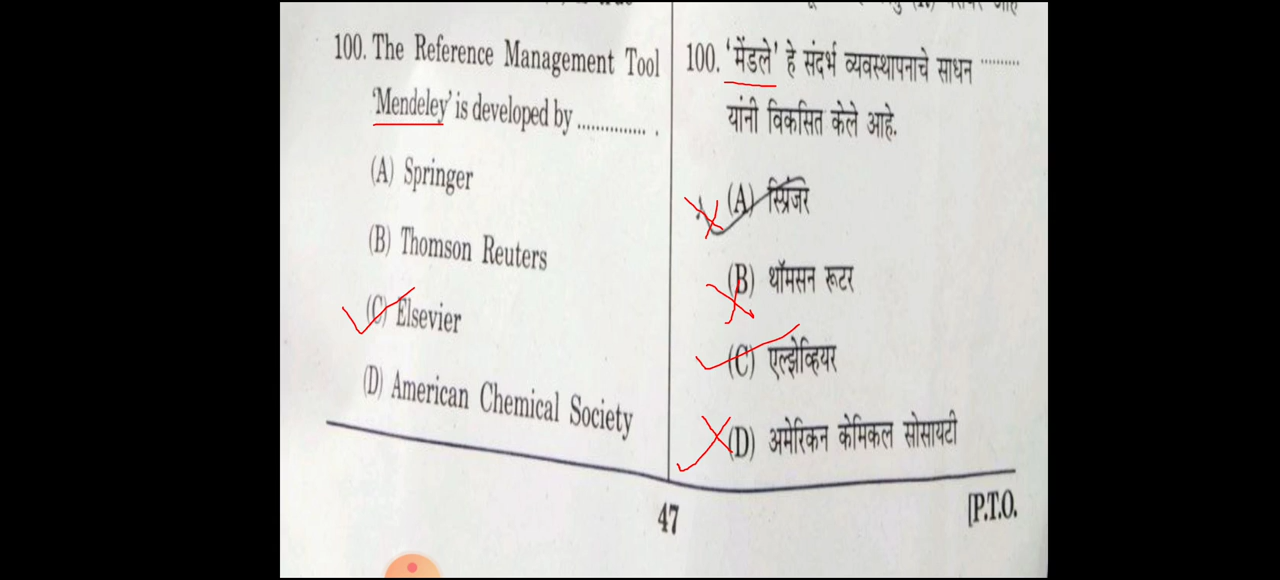 100. The Reference Management Tool
'Mendeley' is developed by ............... .
(A) Springer
(B) Thomson Reuters
(C) Elsevier
(D) American Chemical Society
100. 'मेंडले' हे संदर्भ व्यवस्थापनाचे साधन ..........
यांनी विकसित केले आहे.
(A) स्प्रिंजर
(B) थॉमसन रूटर
(C) एल्झेव्हियर
(D) अमेरिकन केमिकल सोसायटी
47
[P.T.O.